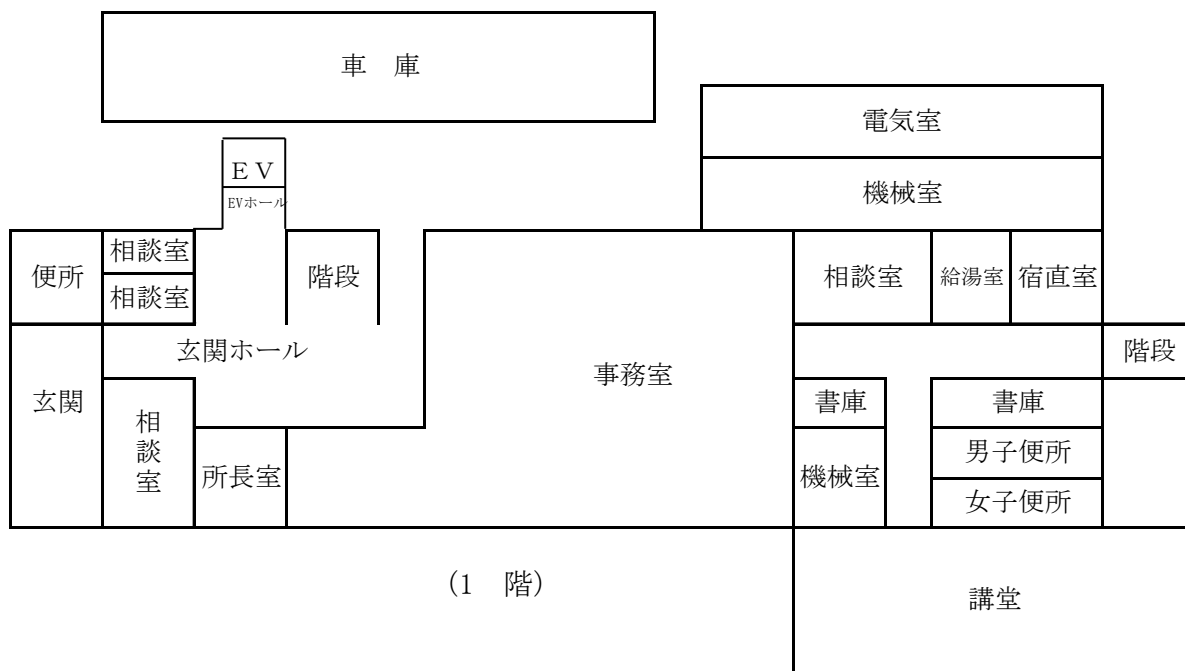 車　庫
電気室
ＥＶ
機械室
EVホール
便所
相談室
相談室
階段
相談室
給湯室
宿直室
玄関ホール
事務室
階段
玄関
相談室
書庫
書庫
所長室
機械室
男子便所
女子便所
(1　階)
講堂